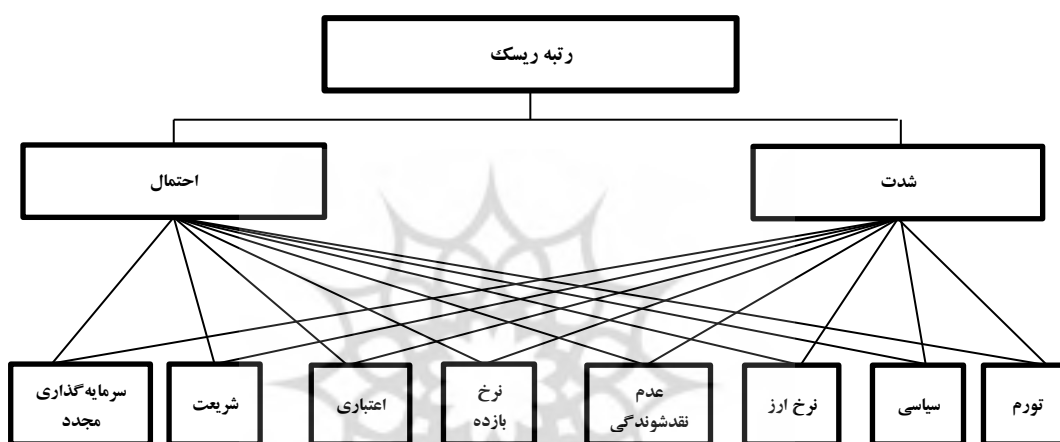 رتبه ریسک
شدت
احتمال
تورم
سیاسی
نرخ ارز
عدم
نقدشوندگی
نرخ
بازده
اعتباری
شریعت
سرمایه‌گذاری
مجدد